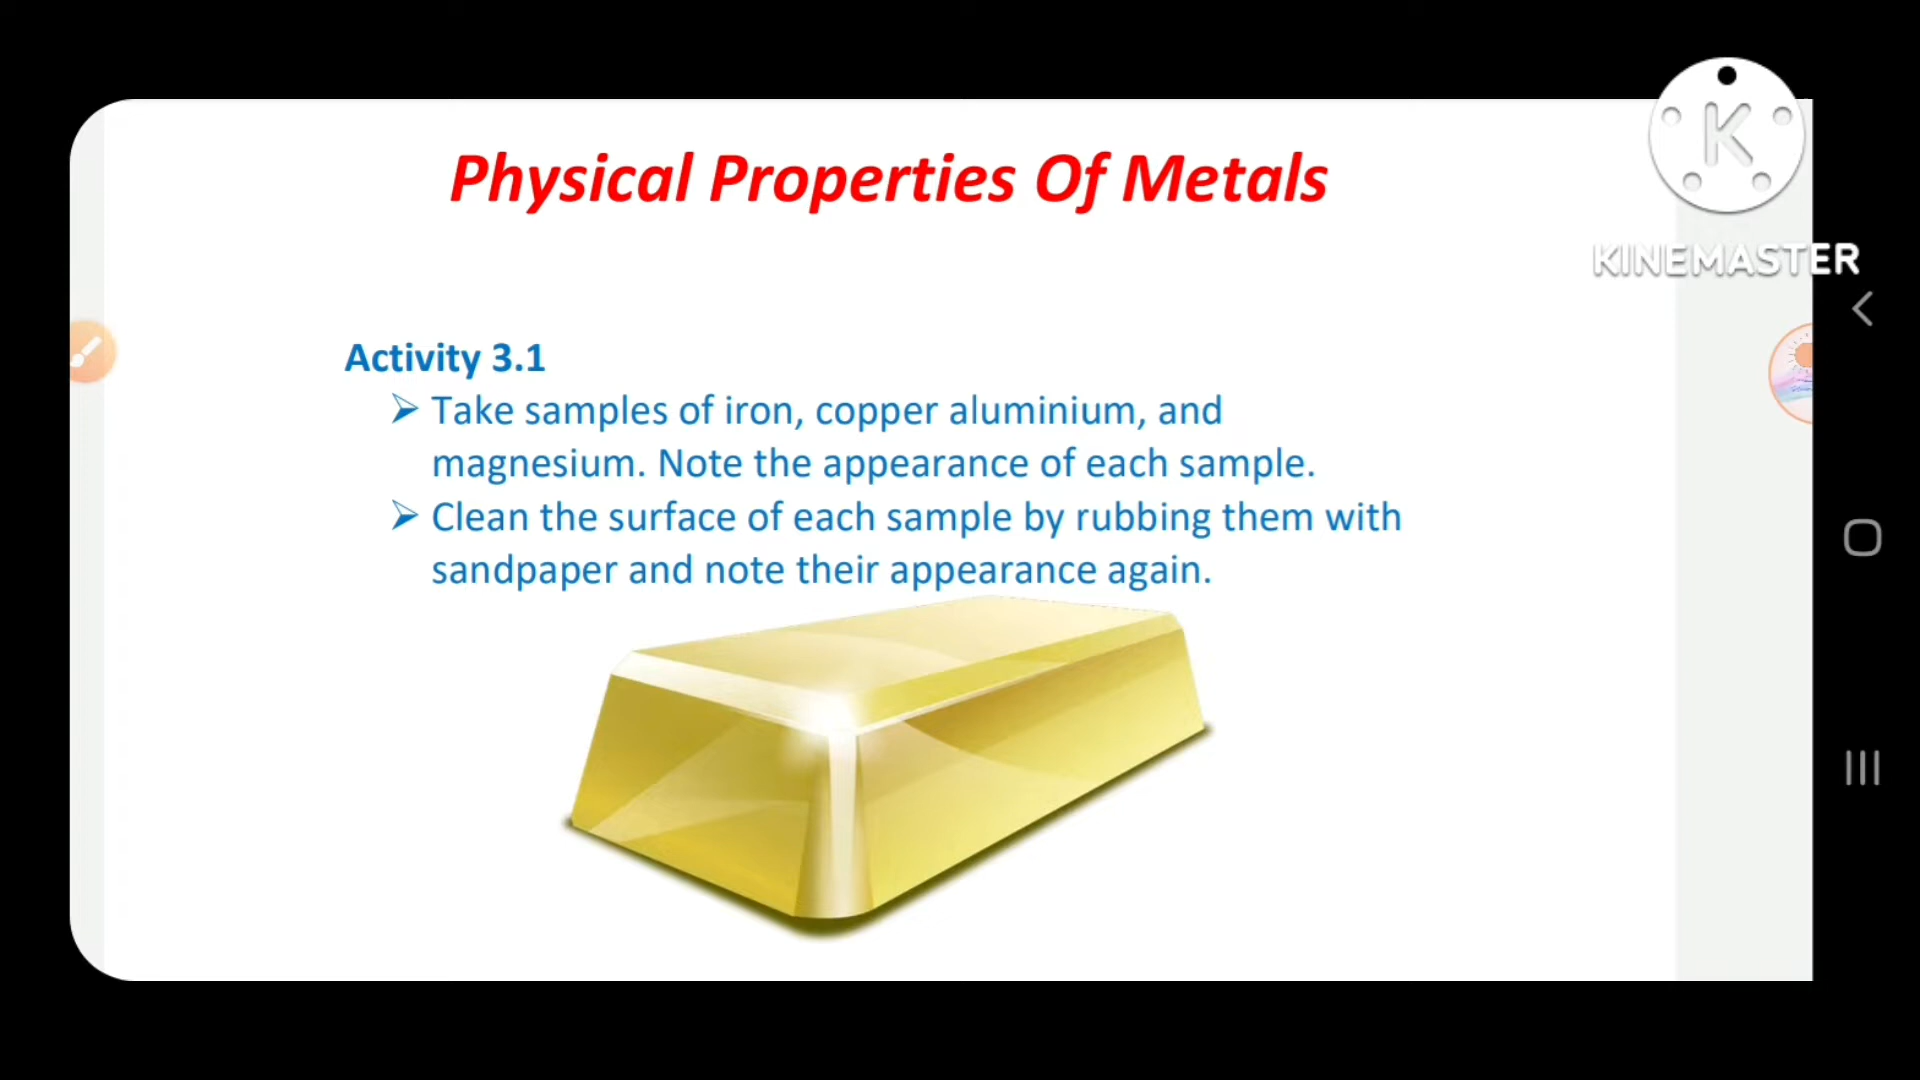 Physical Properties Of Metals
K
KINEMASTER
Activity 3.1
➢ Take samples of iron, copper aluminium, and
magnesium. Note the appearance of each sample.
➢ Clean the surface of each sample by rubbing them with
sandpaper and note their appearance again.